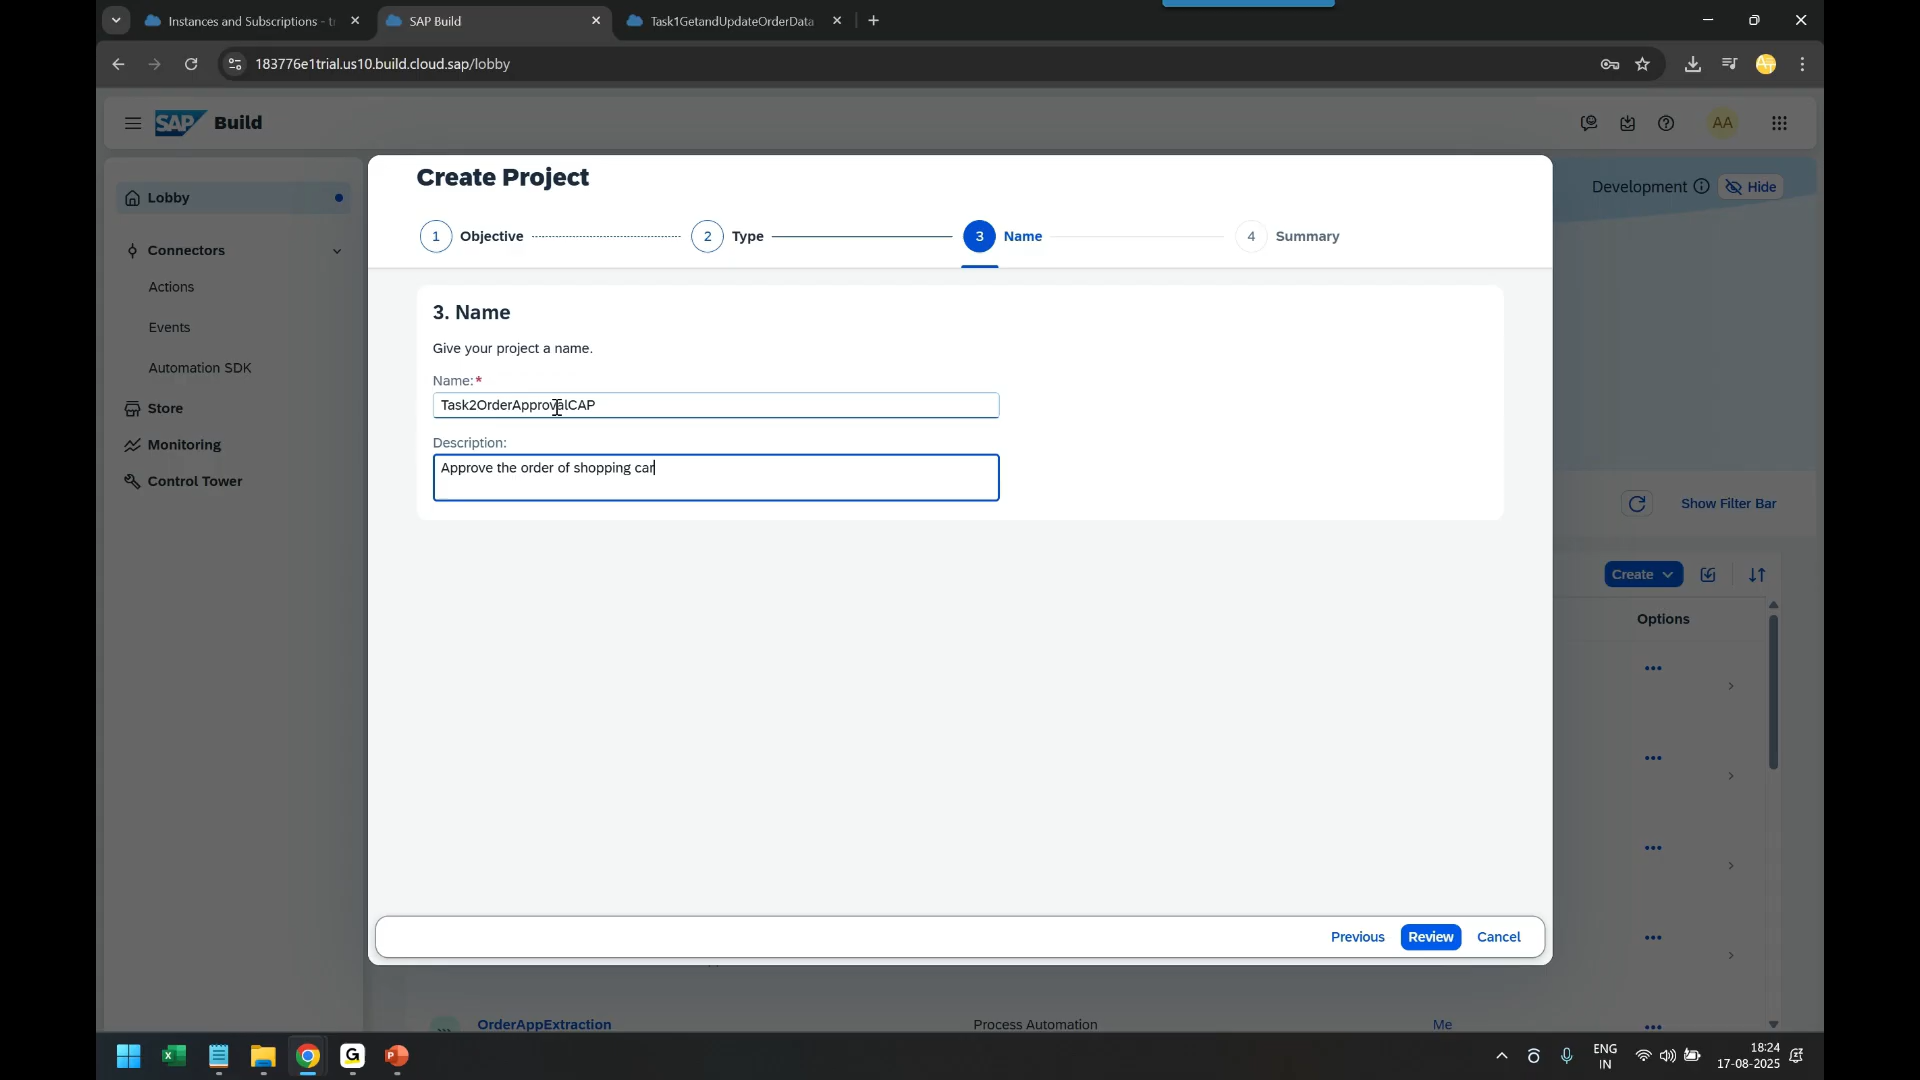 Instances and Subscriptions - tr
SAP Build
Task1GetandUpdateOrderData
183776e1trial.us10.build.cloud.sap/lobby
SAP Build
AA
Lobby
Connectors
Actions
Events
Automation SDK
Store
Monitoring
Control Tower
Development
Hide
Create Project
1 Objective
2 Type
3 Name
4 Summary
3. Name
Give your project a name.
Name:*
Task2OrderApprovalCAP
Description:
Approve the order of shopping car
Show Filter Bar
Create
Options
Previous
Review
Cancel
OrderAppExtraction
Process Automation
Me
ENG
IN
18:24
17-08-2025